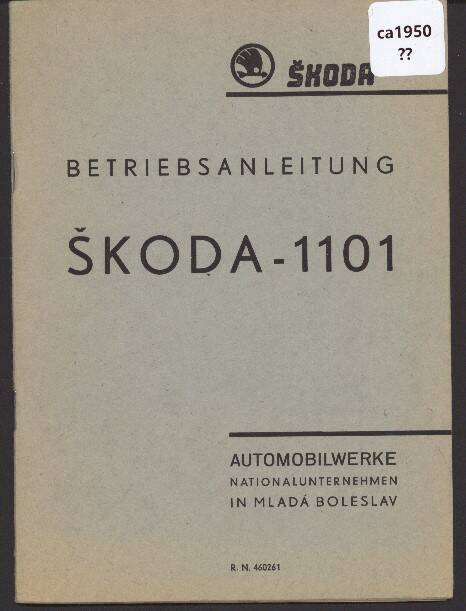 ca1950
??
ŠKODA
BETRIEBSANLEITUNG
ŠKODA-1101
AUTOMOBILWERKE
NATIONALUNTERNEHMEN
IN MLADÁ BOLESLAV
R. N. 460261